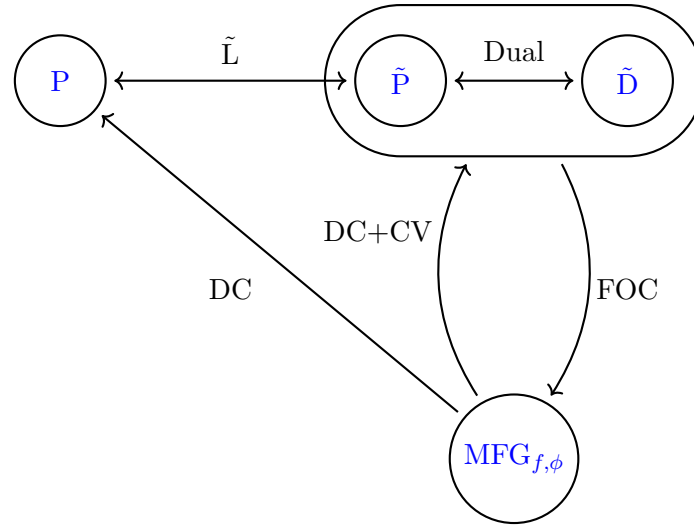 L̃
Dual
P
P̃
D̃
DC+CV
DC
FOC
MFG_{f,ϕ}